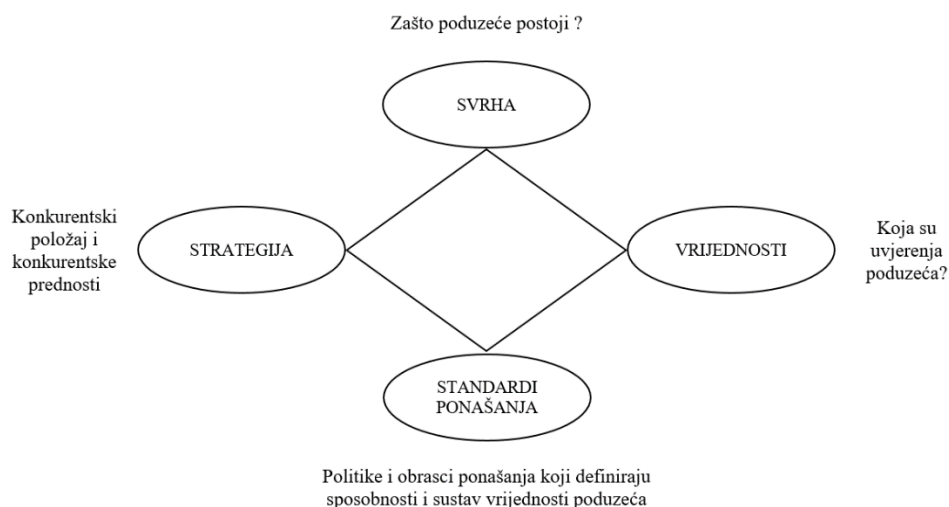 Zašto poduzeće postoji ?
SVRHA
Konkurentski
položaj i
konkurentske
prednosti
STRATEGIJA
VRIJEDNOSTI
Koja su
uvjerenja
poduzeća?
STANDARDI
PONAŠANJA
Politike i obrasci ponašanja koji definiraju
sposobnosti i sustav vrijednosti poduzeća